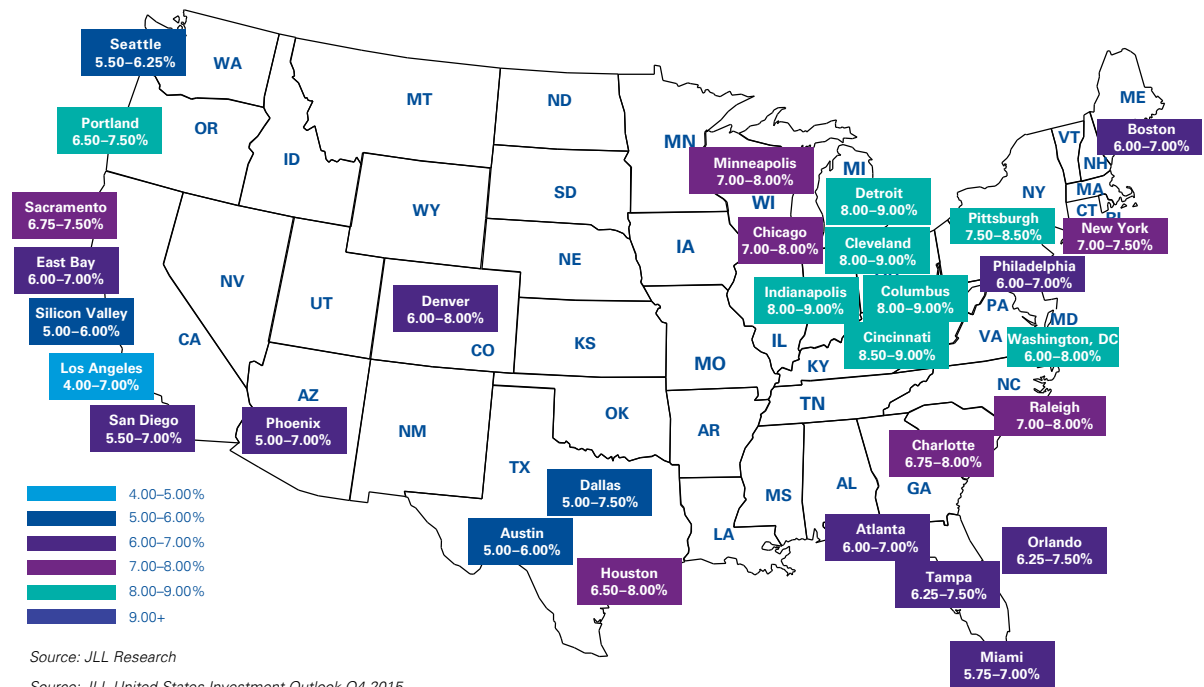 Seattle
5.50–6.25%
WA
MT
ND
ME
Portland
6.50–7.50%
OR
ID
MN
VT
Boston
6.00–7.00%
NH
Minneapolis
7.00–8.00%
MI
WY
SD
WI
NY
MA
CT
Detroit
8.00–9.00%
Sacramento
6.75–7.50%
Pittsburgh
7.50–8.50%
New York
7.00–7.50%
Chicago
7.00–8.00%
Cleveland
8.00–9.00%
IA
NE
East Bay
6.00–7.00%
Philadelphia
6.00–7.00%
NV
UT
Denver
6.00–8.00%
Indianapolis
8.00–9.00%
Columbus
8.00–9.00%
PA
MD
Silicon Valley
5.00–6.00%
CA
CO
KS
IL
Cincinnati
8.50–9.00%
VA
Washington, DC
6.00–8.00%
MO
KY
Los Angeles
4.00–7.00%
AZ
NC
TN
San Diego
5.50–7.00%
Phoenix
5.00–7.00%
NM
OK
AR
Raleigh
7.00–8.00%
Charlotte
6.75–8.00%
TX
Dallas
5.00–7.50%
MS
AL
GA
LA
Austin
5.00–6.00%
Atlanta
6.00–7.00%
Orlando
6.25–7.50%
Houston
6.50–8.00%
Tampa
6.25–7.50%
Miami
5.75–7.00%
4.00–5.00%
5.00–6.00%
6.00–7.00%
7.00–8.00%
8.00–9.00%
9.00+
Source: JLL Research
Source: JLL United States Investment Outlook Q4 2015